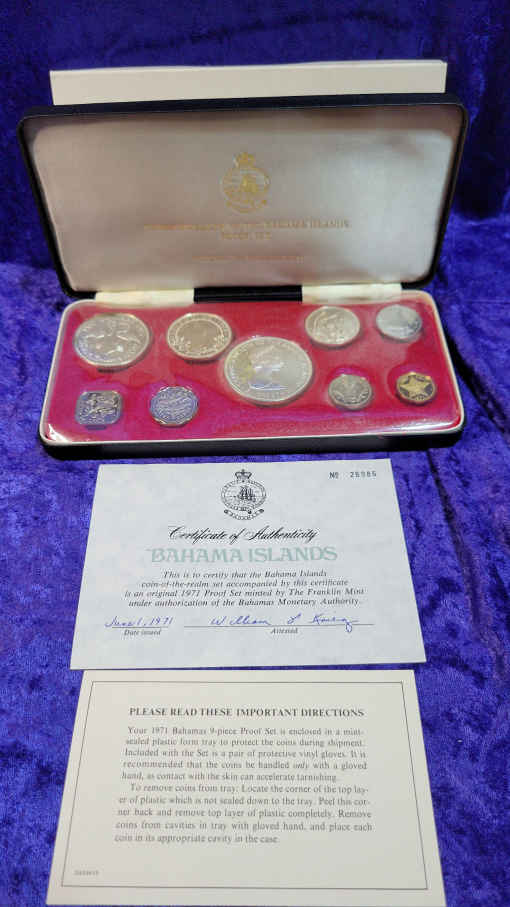 BAHAMA ISLANDS
PROOF SET
Nº 26986
BAHAMAS
Certificate of Authenticity
BAHAMA ISLANDS
This is to certify that the Bahama Islands
coin-of-the-realm set accompanied by this certificate
is an original 1971 Proof Set minted by The Franklin Mint
under authorization of the Bahamas Monetary Authority.
June 1, 1971 William
Date issued Attested
PLEASE READ THESE IMPORTANT DIRECTIONS
Your 1971 Bahamas 9-piece Proof Set is enclosed in a mint-
sealed plastic form tray to protect the coins during shipment.
Included with the Set is a pair of protective vinyl gloves. It is
recommended that the coins be handled only with a gloved
hand, as contact with the skin can accelerate tarnishing.
To remove coins from tray: Locate the corner of the top lay-
er of plastic which is not sealed down to the tray. Peel this cor-
ner back and remove top layer of plastic completely. Remove
coins from cavities in tray with gloved hand, and place each
coin in its appropriate cavity in the case.